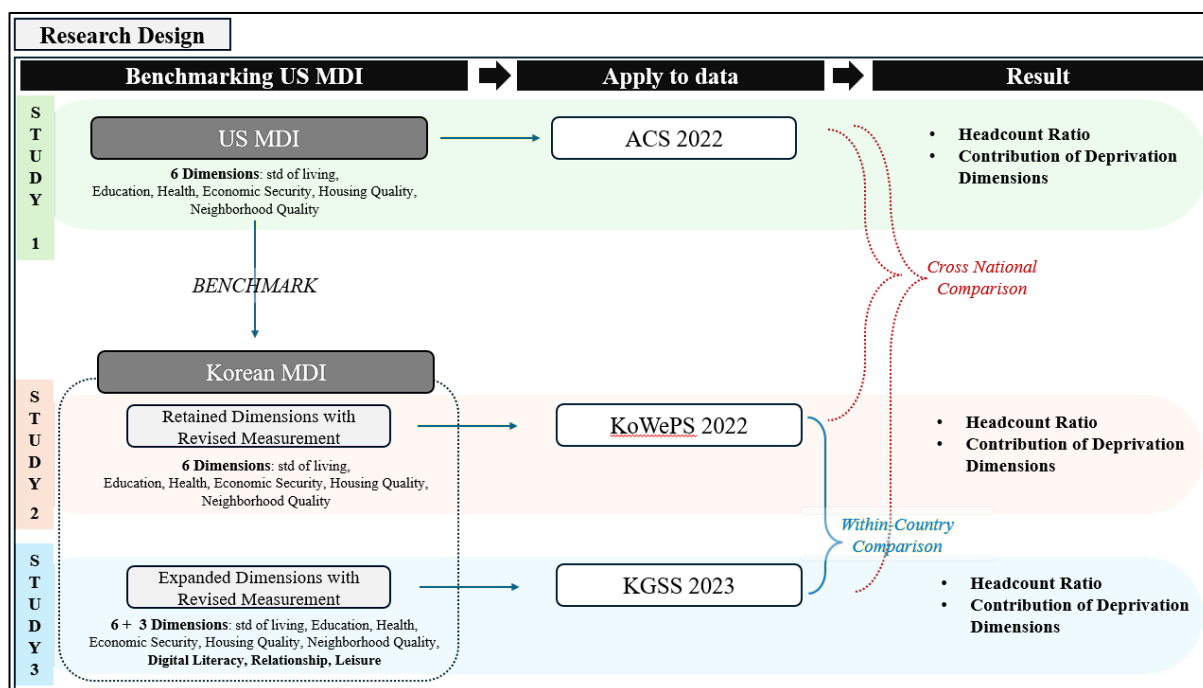 Research Design
Benchmarking US MDI
Apply to data
Result
STUDY 1
US MDI
6 Dimensions: std of living,
Education, Health, Economic Security, Housing Quality,
Neighborhood Quality
ACS 2022
• Headcount Ratio
• Contribution of Deprivation
Dimensions
BENCHMARK
Cross National
Comparison
Korean MDI
STUDY 2
Retained Dimensions with
Revised Measurement
6 Dimensions: std of living,
Education, Health, Economic Security, Housing Quality,
Neighborhood Quality
KoWePS 2022
• Headcount Ratio
• Contribution of Deprivation
Dimensions
Within-Country
Comparison
STUDY 3
Expanded Dimensions with
Revised Measurement
6 + 3 Dimensions: std of living, Education, Health,
Economic Security, Housing Quality, Neighborhood Quality,
Digital Literacy, Relationship, Leisure
KGSS 2023
• Headcount Ratio
• Contribution of Deprivation
Dimensions